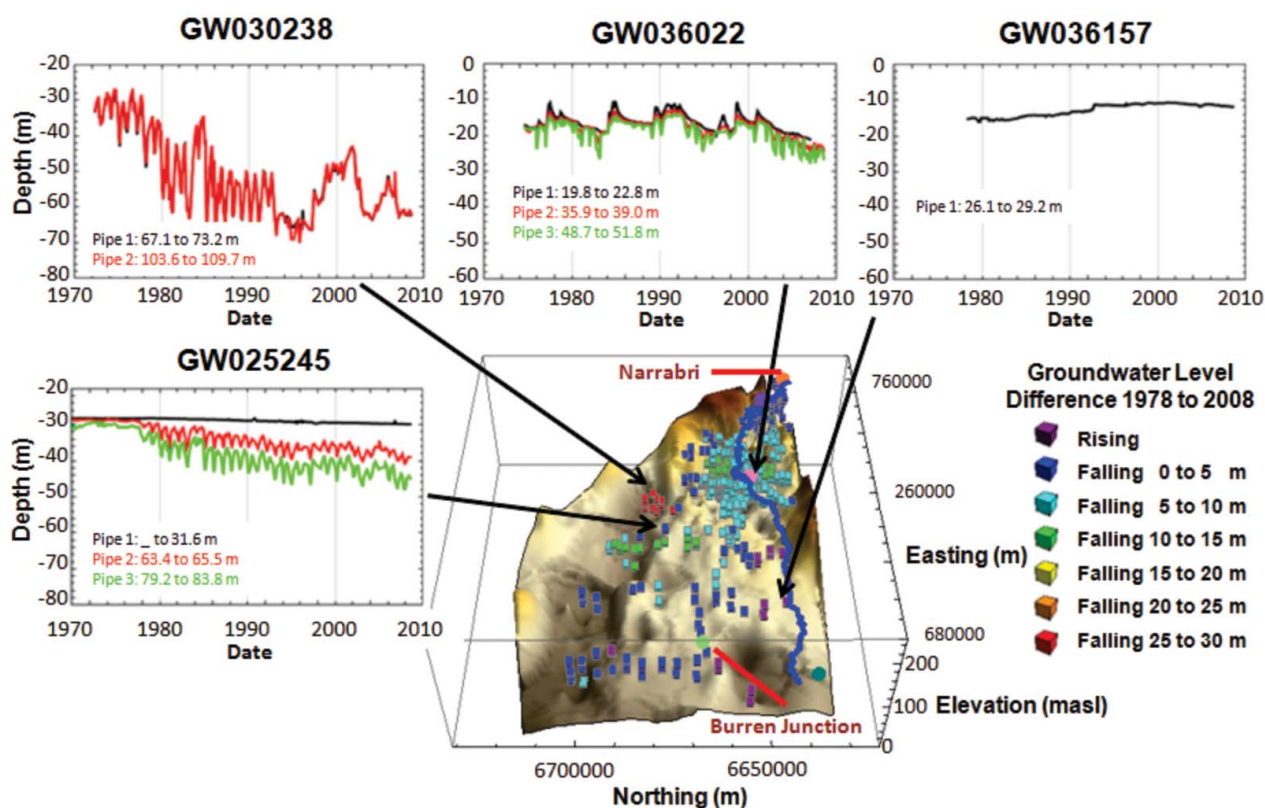 GW030238
-20
-30
-40
-50
-60
-70
-80
Depth (m)
Pipe 1: 67.1 to 73.2 m
Pipe 2: 103.6 to 109.7 m
1970 1980 1990 2000 2010
Date
GW036022
0
-10
-20
-30
-40
-50
-60
Pipe 1: 19.8 to 22.8 m
Pipe 2: 35.9 to 39.0 m
Pipe 3: 48.7 to 51.8 m
1970 1980 1990 2000 2010
Date
GW036157
0
-10
-20
-30
-40
-50
-60
Pipe 1: 26.1 to 29.2 m
1970 1980 1990 2000 2010
Date
GW025245
-20
-30
-40
-50
-60
-70
-80
Depth (m)
Pipe 1: _ to 31.6 m
Pipe 2: 63.4 to 65.5 m
Pipe 3: 79.2 to 83.8 m
1970 1980 1990 2000 2010
Date
Narrabri
Burren Junction
760000
260000
Easting (m)
680000
200
100
0
Elevation (masl)
6700000 6650000
Northing (m)
Groundwater Level
Difference 1978 to 2008
Rising
Falling 0 to 5 m
Falling 5 to 10 m
Falling 10 to 15 m
Falling 15 to 20 m
Falling 20 to 25 m
Falling 25 to 30 m